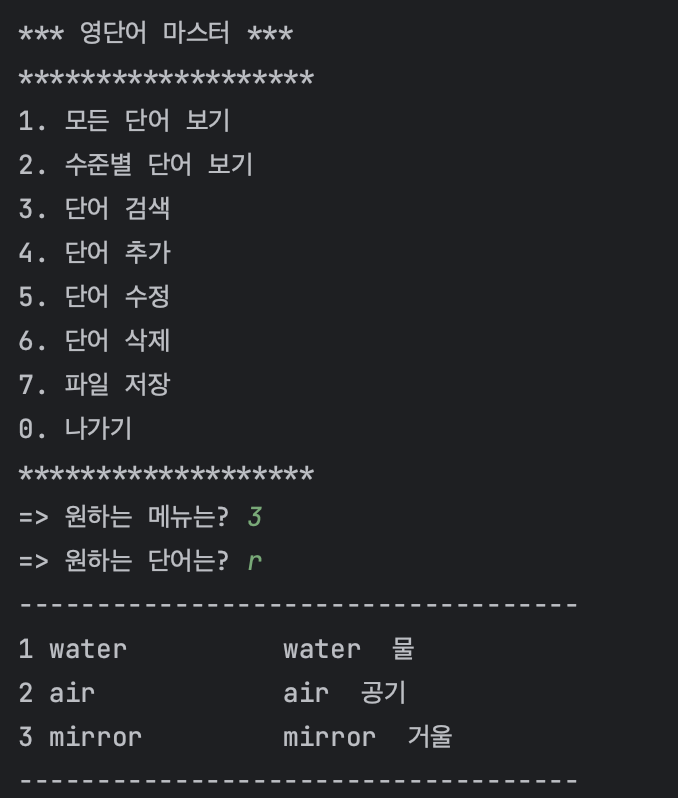 *** 영단어 마스터 ***
*******************
1. 모든 단어 보기
2. 수준별 단어 보기
3. 단어 검색
4. 단어 추가
5. 단어 수정
6. 단어 삭제
7. 파일 저장
0. 나가기
*******************
=> 원하는 메뉴는? 3
=> 원하는 단어는? r
------------------------------------
1 water          water  물
2 air            air  공기
3 mirror         mirror  거울
------------------------------------